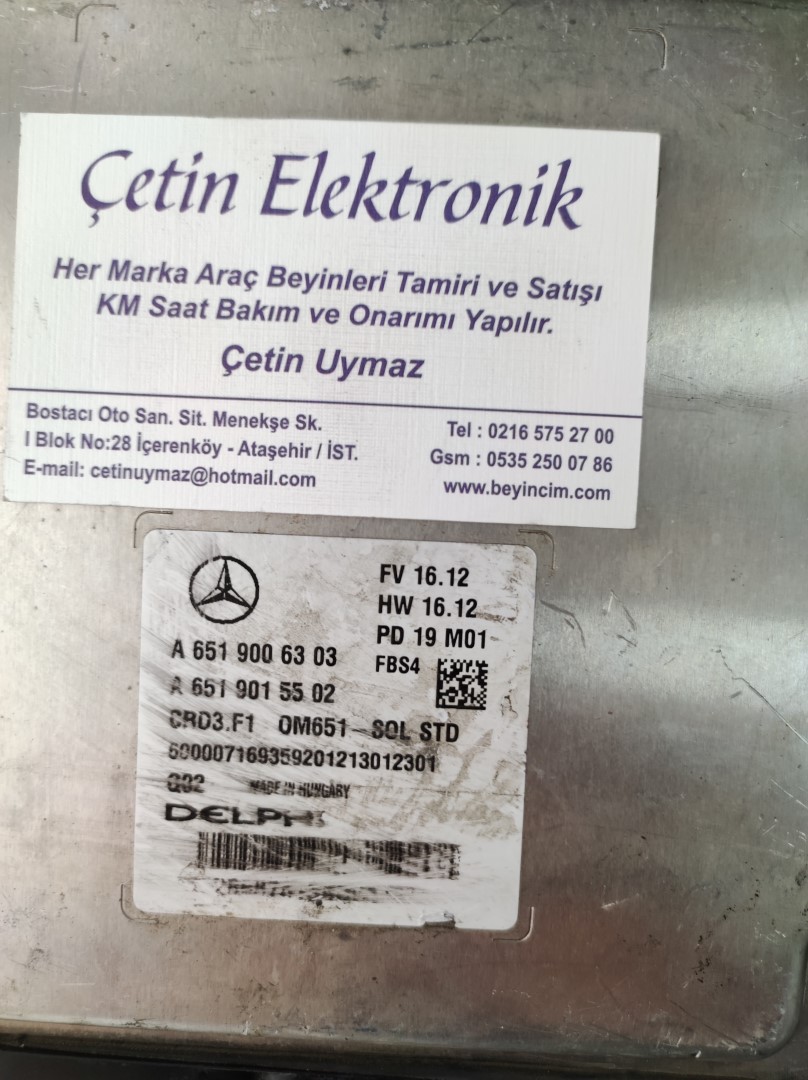 Çetin Elektronik
Her Marka Araç Beyinleri Tamiri ve Satışı
KM Saat Bakım ve Onarımı Yapılır.
Çetin Uymaz
Bostacı Oto San. Sit. Menekşe Sk.
I Blok No:28 İçerenköy - Ataşehir / İST.
E-mail: cetinuymaz@hotmail.com
Tel : 0216 575 27 00
Gsm : 0535 250 07 86
www.beyincim.com
FV 16.12
HW 16.12
PD 19 M01
FBS4
A 651 900 63 03
A 651 901 55 02
CRD3.F1 OM651-SOL STD
600007169359201213012301
Q02 MADE IN HUNGARY
DELPHI